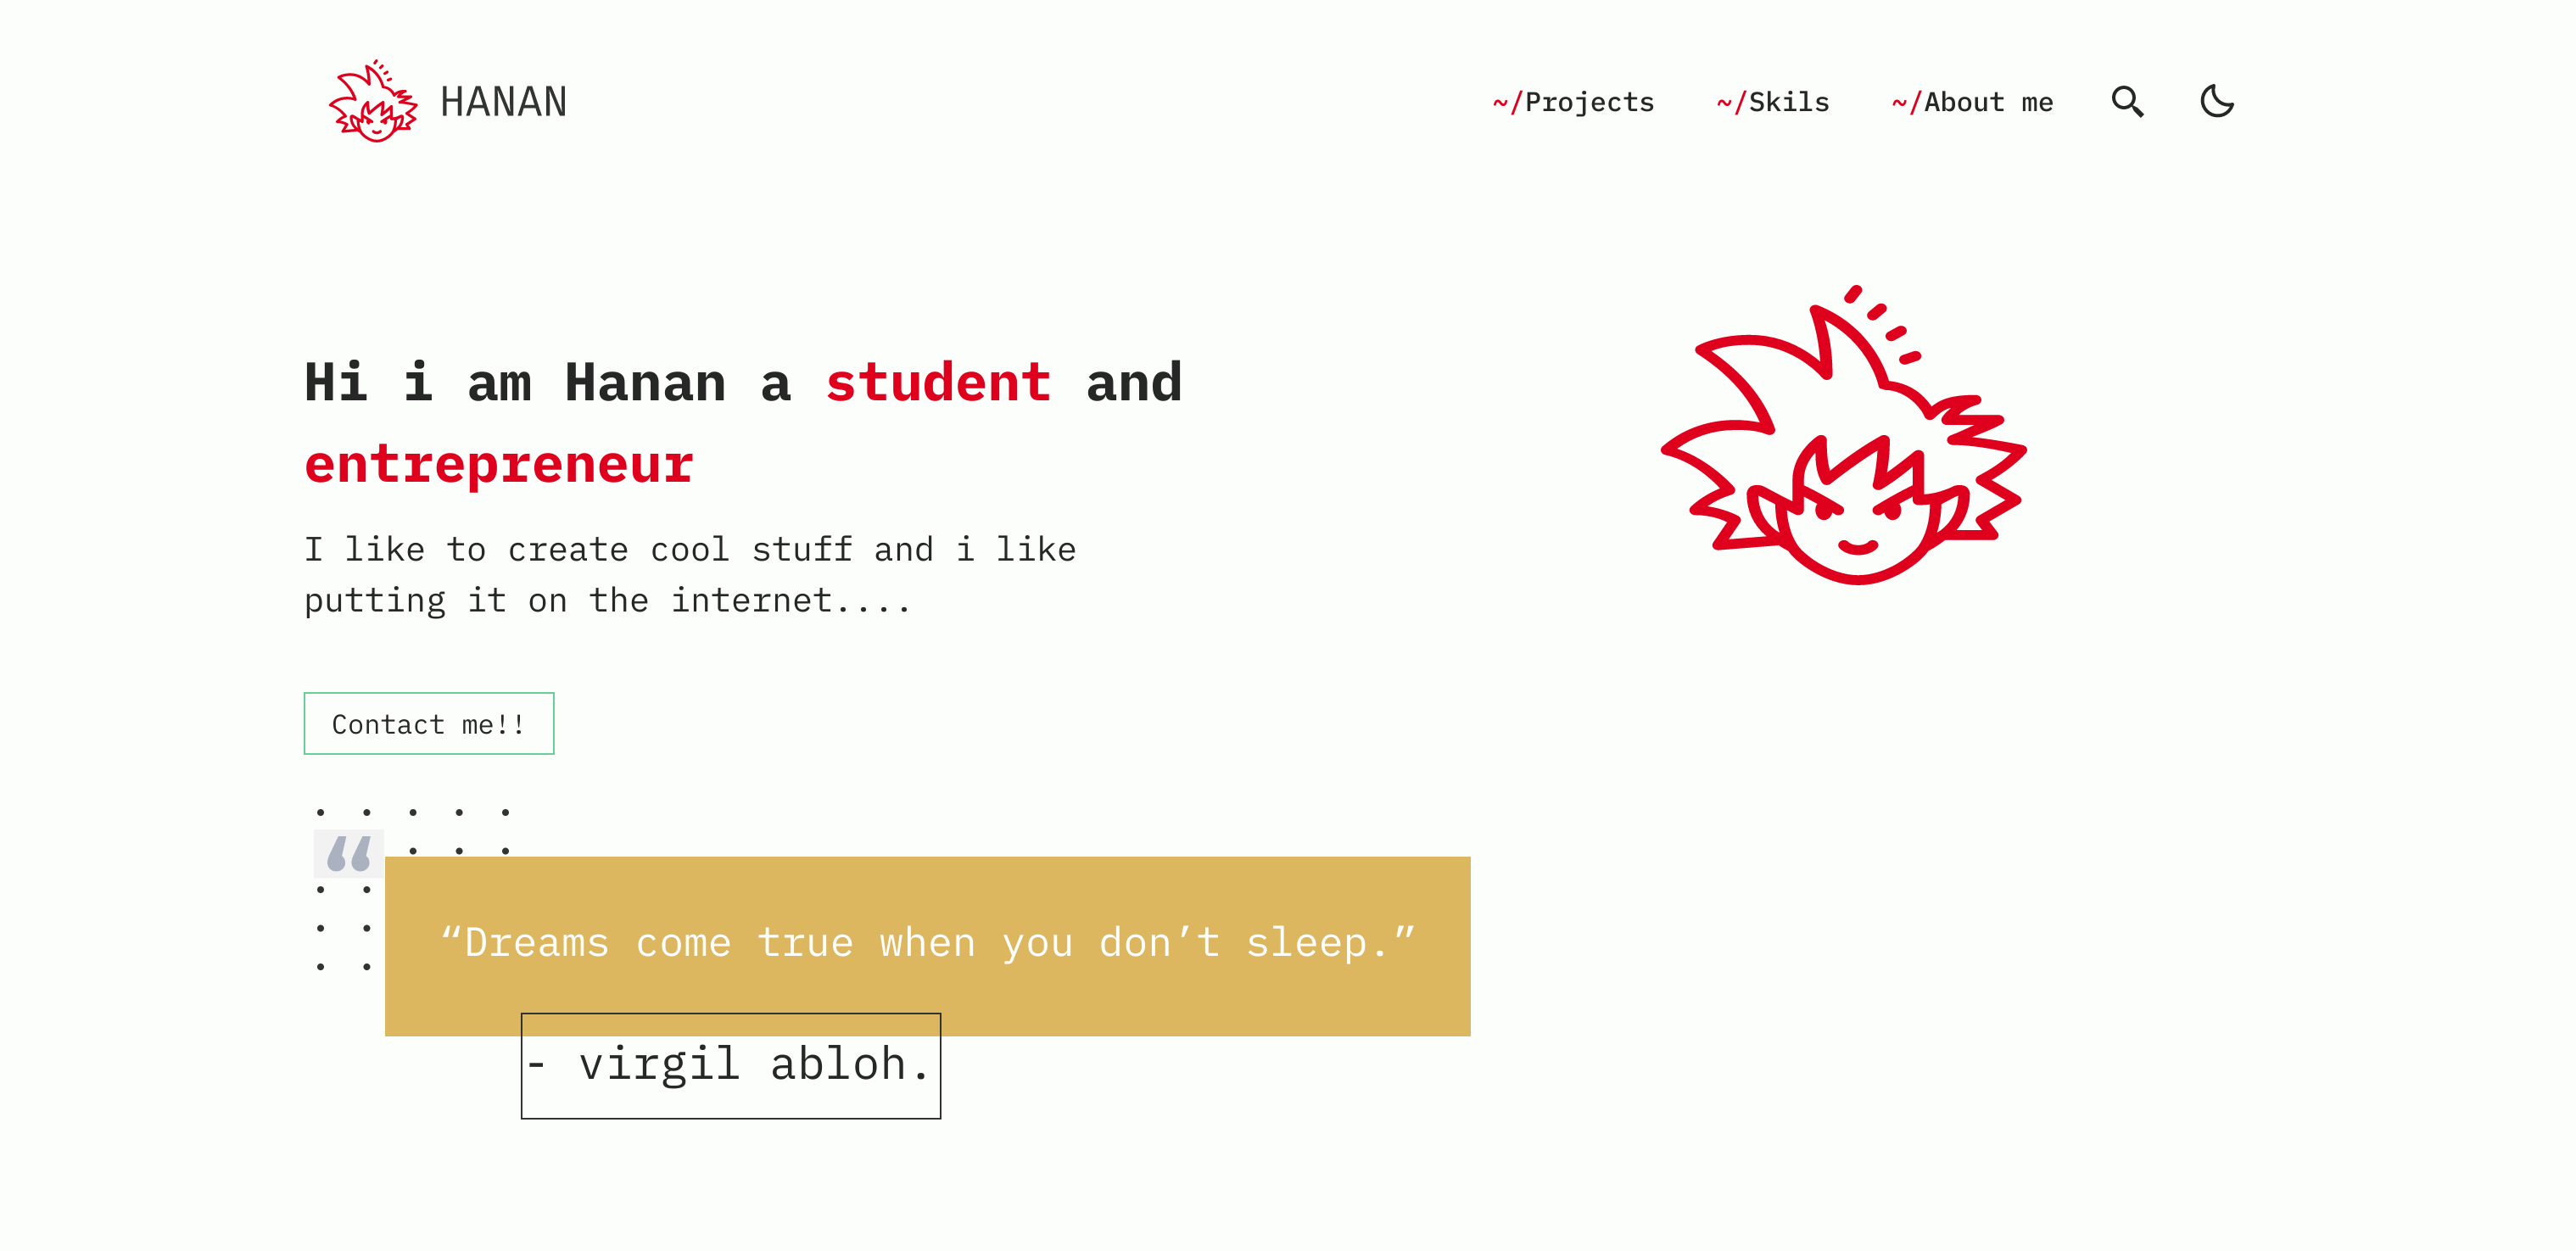 HANAN
~/Projects ~/Skils ~/About me
Hi i am Hanan a student and
entrepreneur
I like to create cool stuff and i like
putting it on the internet....
Contact me!!
“
“Dreams come true when you don’t sleep.”
- virgil abloh.